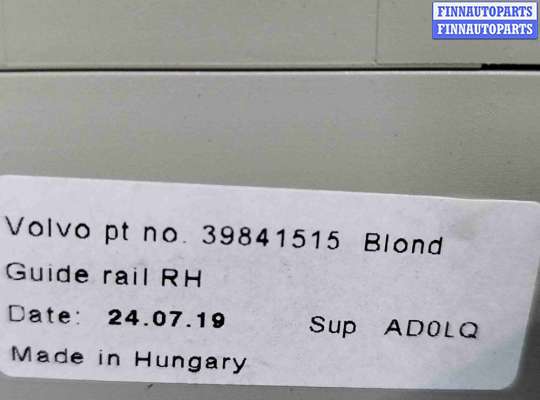 FINNAUTOPARTS
FINNAUTOPARTS
Volvo pt no. 39841515 Blond
Guide rail RH
Date: 24.07.19 Sup AD0LQ
Made in Hungary